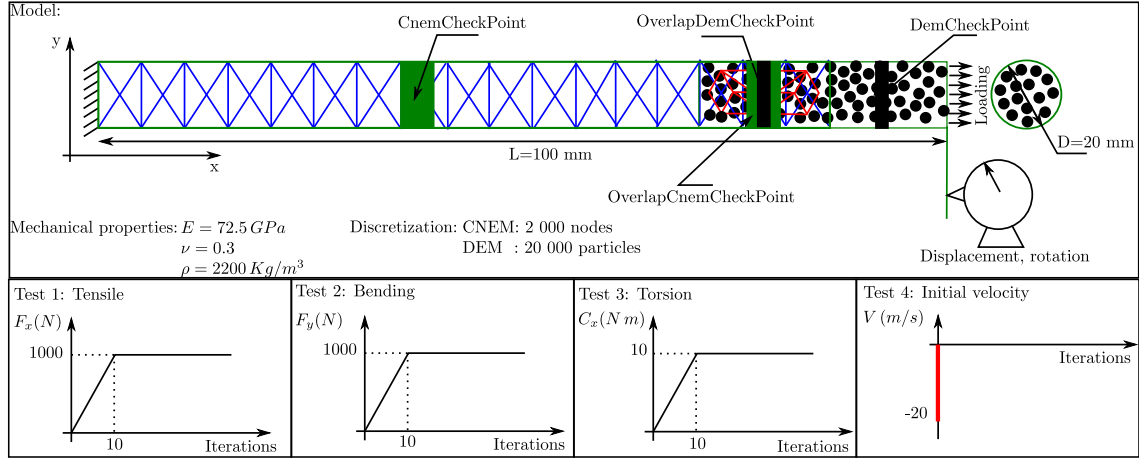 Model:
CnemCheckPoint
OverlapDemCheckPoint
DemCheckPoint
y
Loading
D=20 mm
L=100 mm
x
OverlapCnemCheckPoint
Mechanical properties: E = 72.5 GPa
ν = 0.3
ρ = 2200 Kg/m³
Discretization: CNEM: 2 000 nodes
DEM : 20 000 particles
Displacement, rotation
Test 1: Tensile
F_x(N)
1000
10
Iterations
Test 2: Bending
F_y(N)
1000
10
Iterations
Test 3: Torsion
C_x(N m)
10
10
Iterations
Test 4: Initial velocity
V (m/s)
Iterations
-20